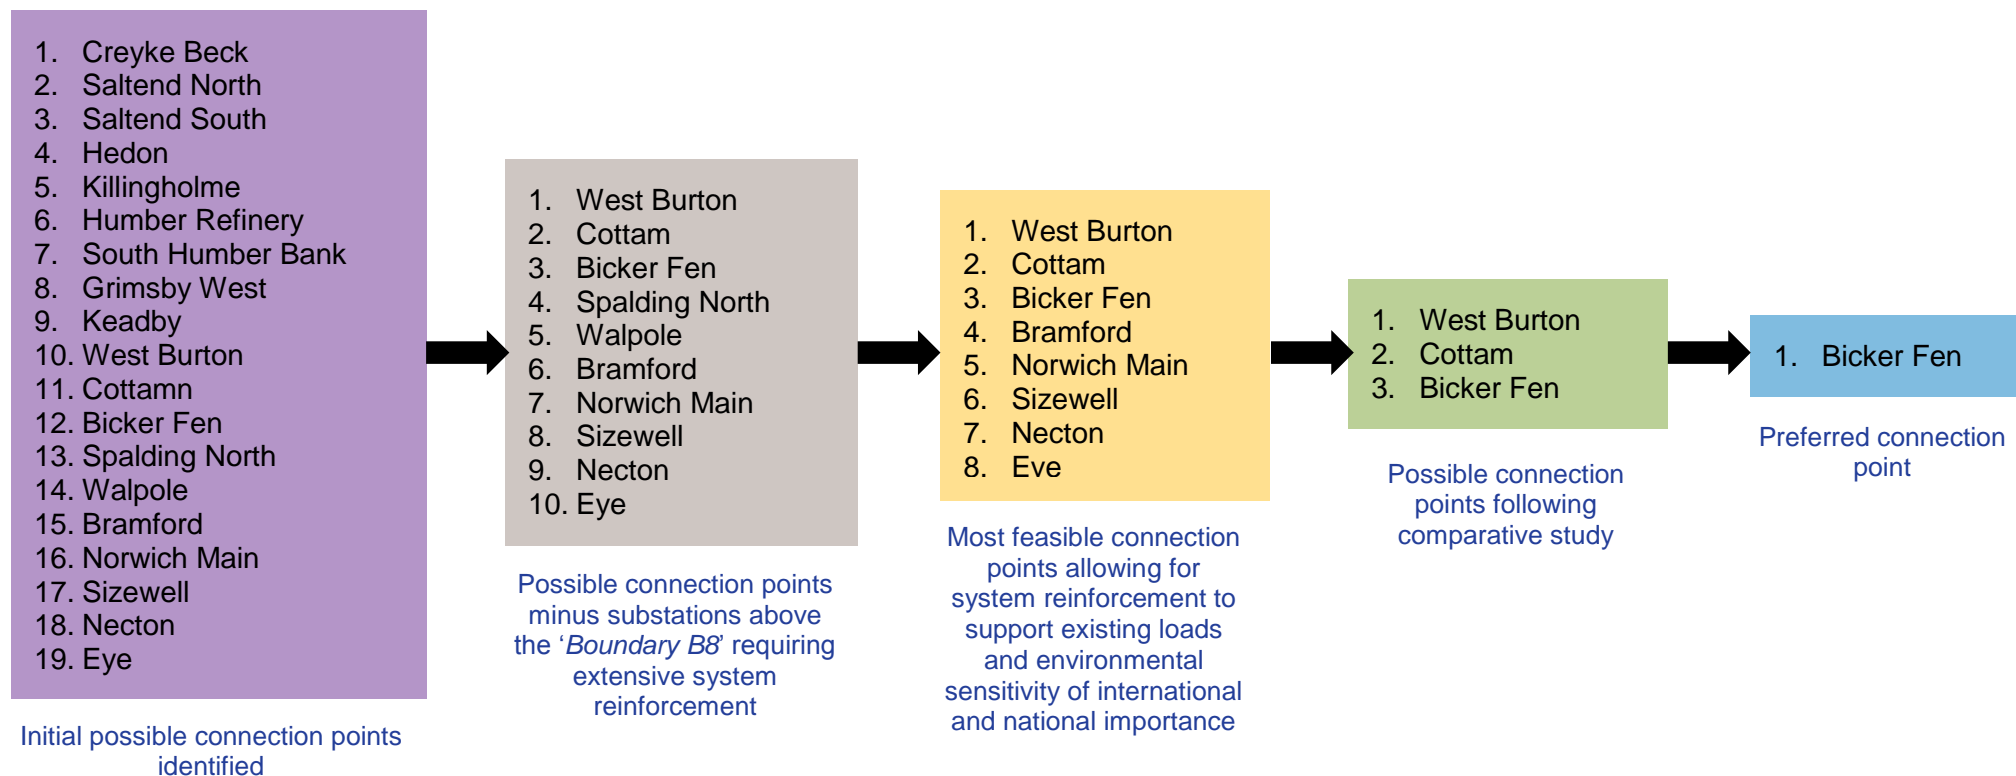 1. Creyke Beck
2. Saltend North
3. Saltend South
4. Hedon
5. Killingholme
6. Humber Refinery
7. South Humber Bank
8. Grimsby West
9. Keadby
10. West Burton
11. Cottamn
12. Bicker Fen
13. Spalding North
14. Walpole
15. Bramford
16. Norwich Main
17. Sizewell
18. Necton
19. Eye
Initial possible connection points
identified
1. West Burton
2. Cottam
3. Bicker Fen
4. Spalding North
5. Walpole
6. Bramford
7. Norwich Main
8. Sizewell
9. Necton
10. Eye
Possible connection points
minus substations above
the ‘Boundary B8’ requiring
extensive system
reinforcement
1. West Burton
2. Cottam
3. Bicker Fen
4. Bramford
5. Norwich Main
6. Sizewell
7. Necton
8. Eye
Most feasible connection
points allowing for
system reinforcement to
support existing loads
and environmental
sensitivity of international
and national importance
1. West Burton
2. Cottam
3. Bicker Fen
Possible connection
points following
comparative study
1. Bicker Fen
Preferred connection
point